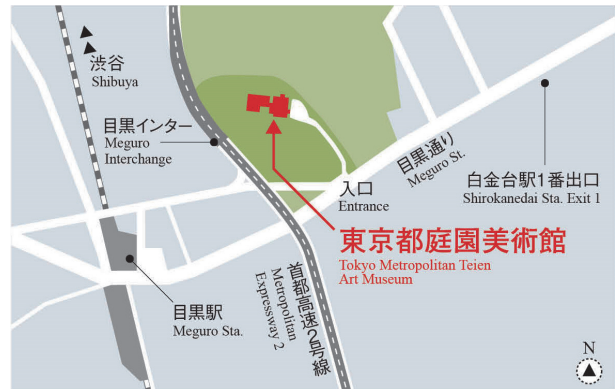 渋谷
Shibuya
目黒インター
Meguro
Interchange
目黒通り
Meguro St.
入口
Entrance
白金台駅1番出口
Shirokanedai Sta. Exit 1
東京都庭園美術館
Tokyo Metropolitan Teien
Art Museum
首都高速2号線
Metropolitan
Expressway 2
目黒駅
Meguro Sta.
N